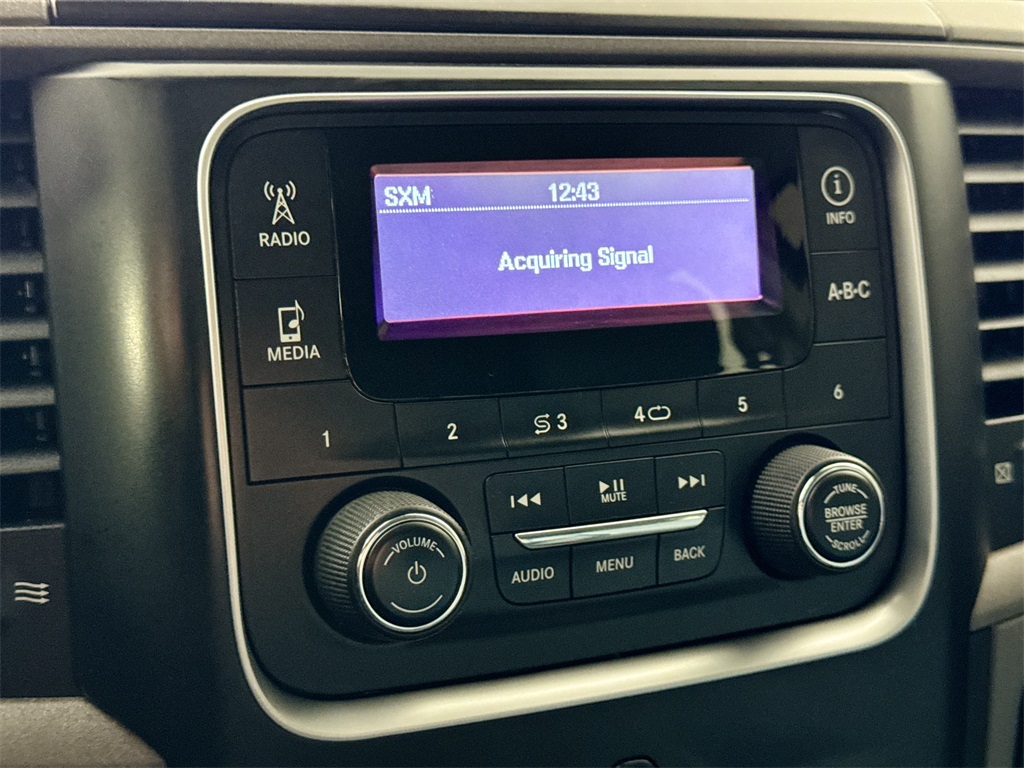 SXM 12:43
Acquiring Signal
RADIO
MEDIA
i
INFO
A·B·C
1
2
3
4
5
6
MUTE
AUDIO
MENU
BACK
VOLUME
TUNE
BROWSE
ENTER
SCROLL